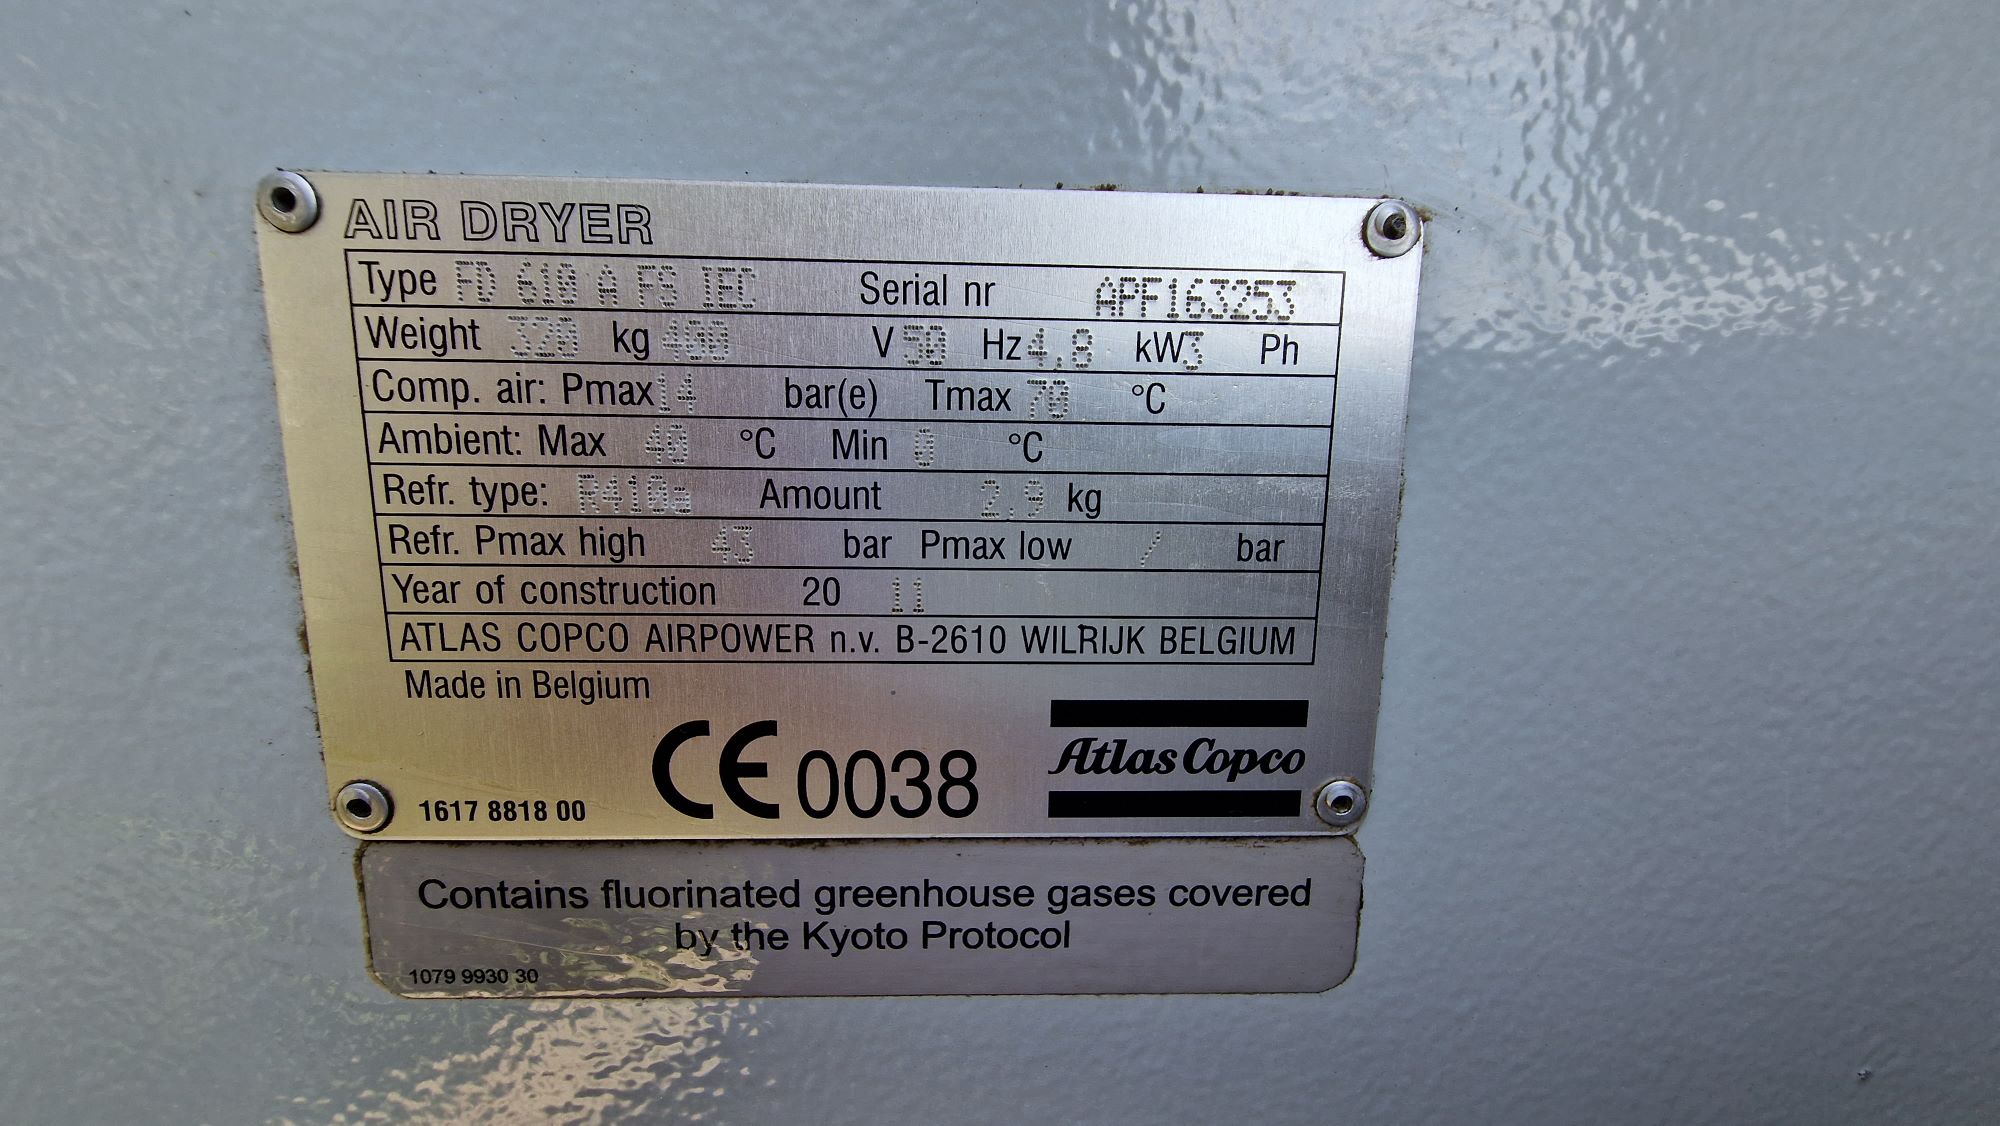 AIR DRYER
Type FD 610 A FS IEC Serial nr APF163253
Weight 320 kg 400 V 50 Hz 4,8 kW 3 Ph
Comp. air: Pmax 14 bar(e) Tmax 70 °C
Ambient: Max 40 °C Min 0 °C
Refr. type: R410a Amount 2,9 kg
Refr. Pmax high 43 bar Pmax low / bar
Year of construction 20 11
ATLAS COPCO AIRPOWER n.v. B-2610 WILRIJK BELGIUM
Made in Belgium
CE 0038
Atlas Copco
1617 8818 00
Contains fluorinated greenhouse gases covered
by the Kyoto Protocol
1079 9930 30